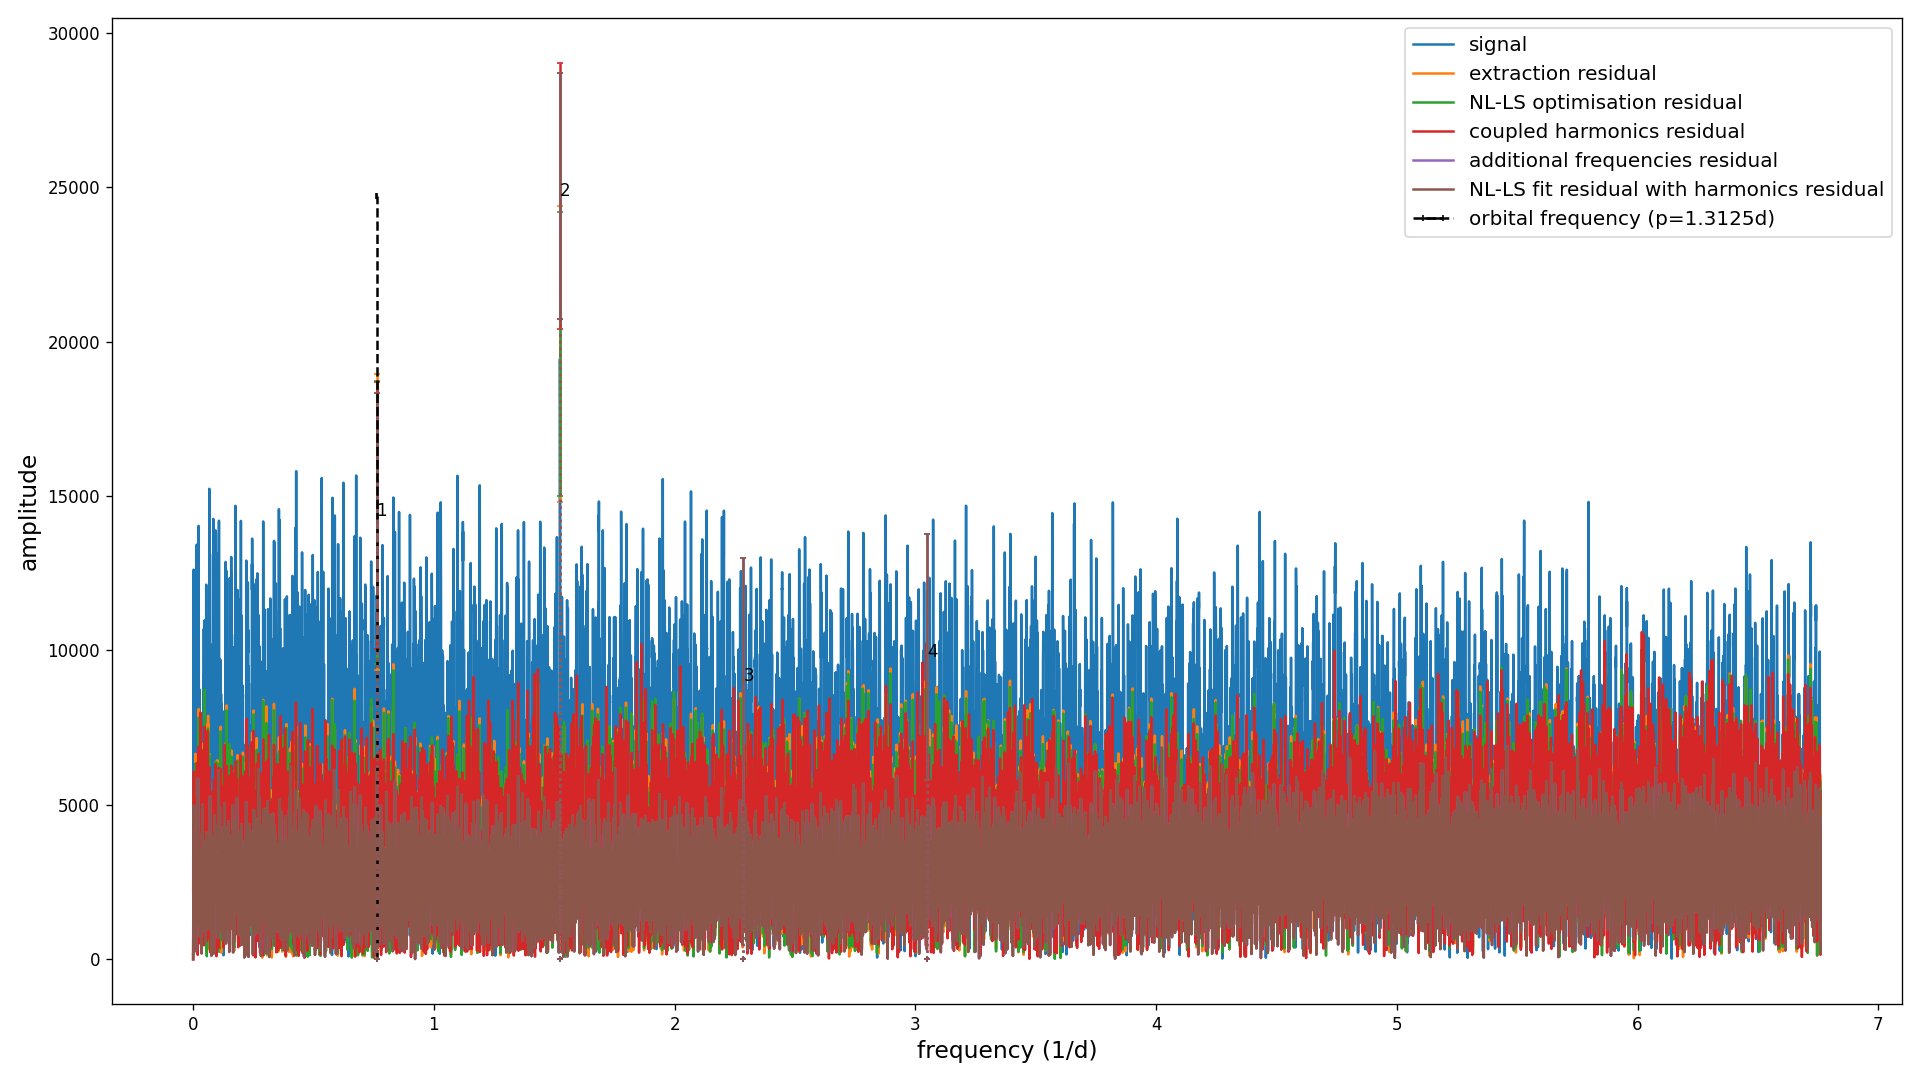 30000
25000
20000
15000
10000
5000
0
amplitude
0
1
2
3
4
5
6
7
frequency (1/d)
1
2
3
4
signal
extraction residual
NL-LS optimisation residual
coupled harmonics residual
additional frequencies residual
NL-LS fit residual with harmonics residual
orbital frequency (p=1.3125d)